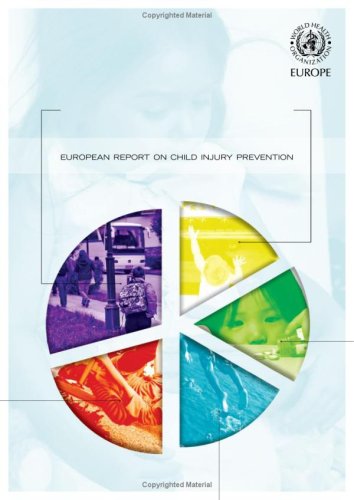 [Copyrighted Material]
WORLD HEALTH ORGANIZATION
EUROPE
EUROPEAN REPORT ON CHILD INJURY PREVENTION
[Copyrighted Material]